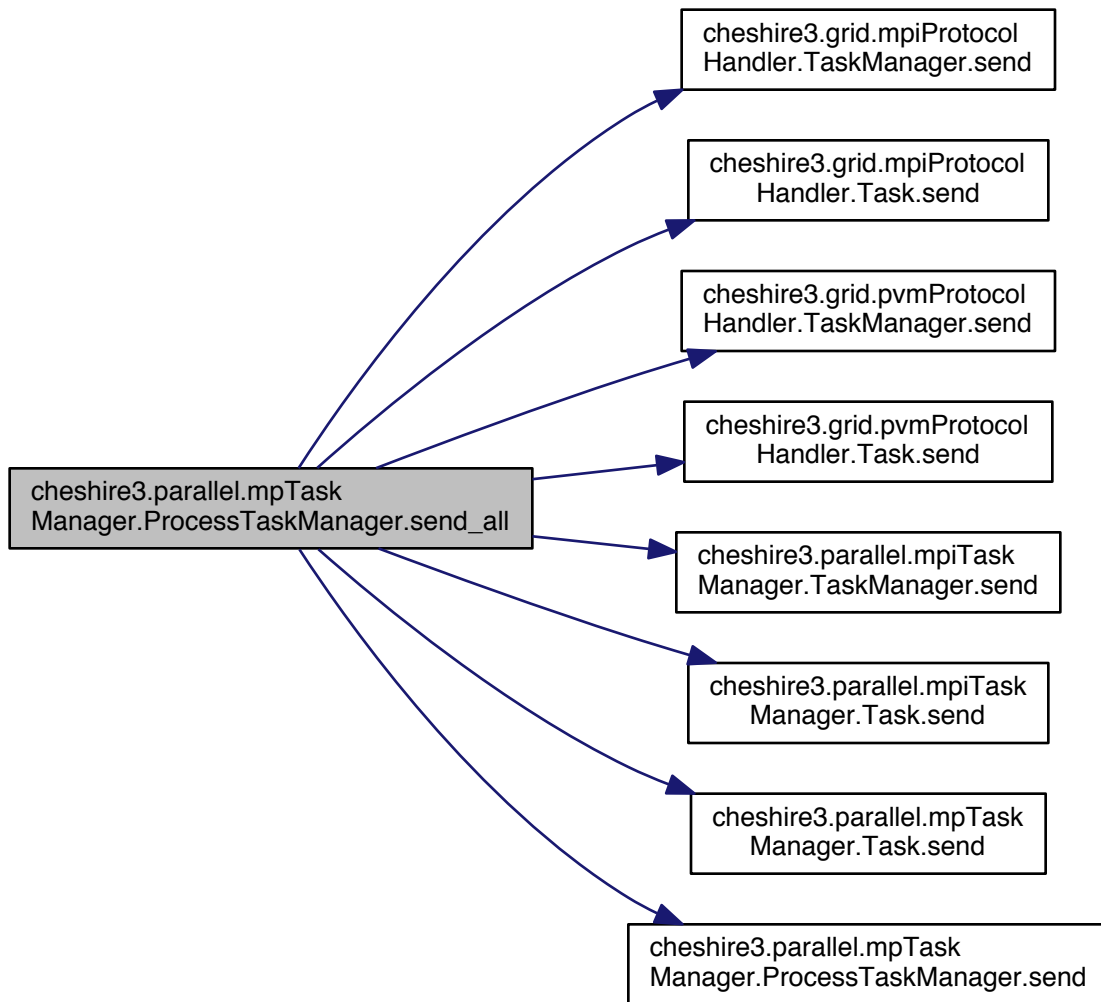 cheshire3.grid.mpiProtocol
Handler.TaskManager.send
cheshire3.grid.mpiProtocol
Handler.Task.send
cheshire3.grid.pvmProtocol
Handler.TaskManager.send
cheshire3.grid.pvmProtocol
Handler.Task.send
cheshire3.parallel.mpTask
Manager.ProcessTaskManager.send_all
cheshire3.parallel.mpiTask
Manager.TaskManager.send
cheshire3.parallel.mpiTask
Manager.Task.send
cheshire3.parallel.mpTask
Manager.Task.send
cheshire3.parallel.mpTask
Manager.ProcessTaskManager.send